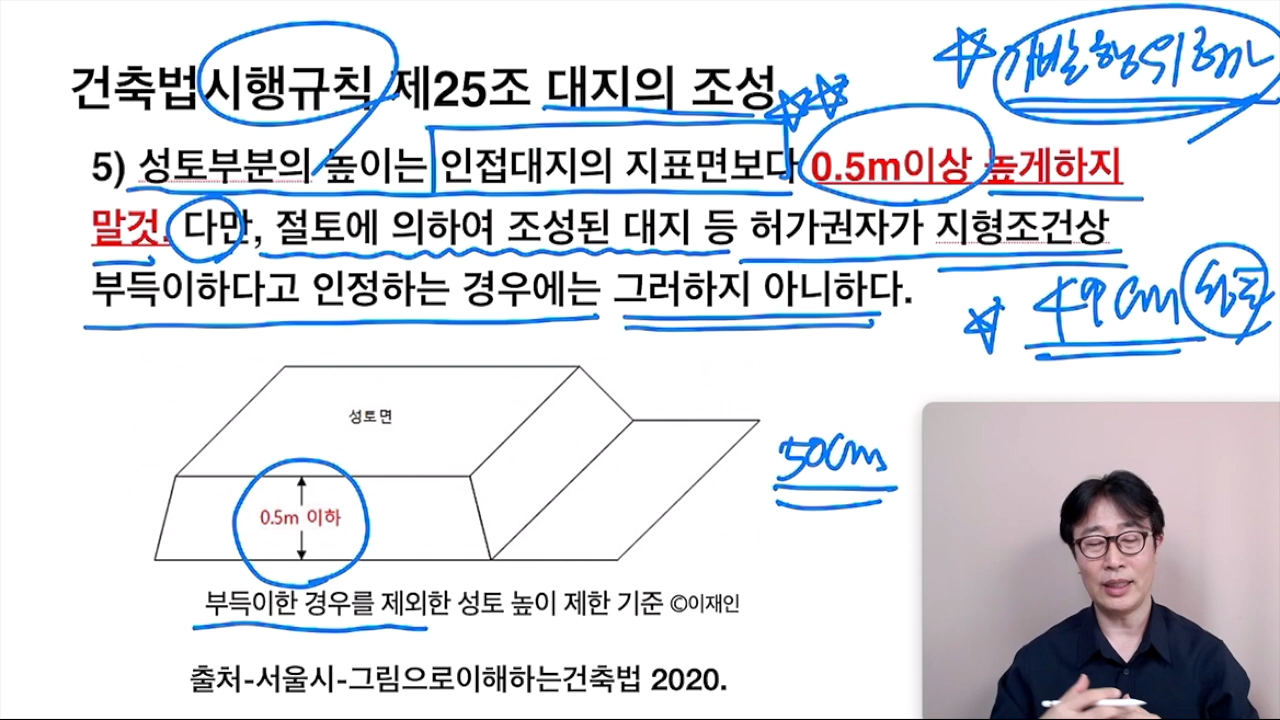 건축법시행규칙 제25조 대지의 조성
개발행위허가
5) 성토부분의 높이는 인접대지의 지표면보다 0.5m이상 높게하지
말것. 다만, 절토에 의하여 조성된 대지 등 허가권자가 지형조건상
부득이하다고 인정하는 경우에는 그러하지 아니하다.
49cm
성토면
50cm
0.5m 이하
부득이한 경우를 제외한 성토 높이 제한 기준 ©이재인
출처-서울시-그림으로이해하는건축법 2020.